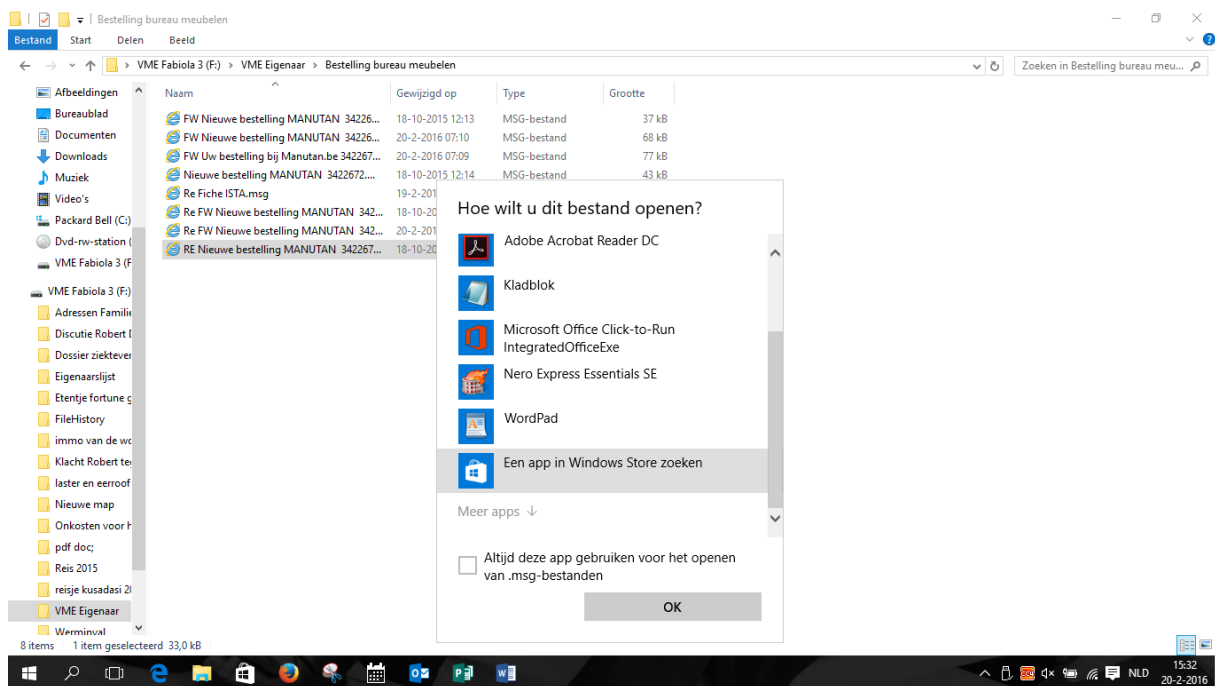 Bestelling bureau meubelen
Bestand Start Delen Beeld
VME Fabiola 3 (F:) > VME Eigenaar > Bestelling bureau meubelen
Zoeken in Bestelling bureau meu...
Afbeeldingen
Bureaublad
Documenten
Downloads
Muziek
Video's
Packard Bell (C:)
Dvd-rw-station (
VME Fabiola 3 (F
VME Fabiola 3 (F:)
Adressen Familie
Discutie Robert D
Dossier ziektever
Eigenaarslijst
Etentje fortune g
FileHistory
immo van de wo
Klacht Robert te
laster en eerroof
Nieuwe map
Onkosten voor h
pdf doc;
Reis 2015
reisje kusadasi 20
VME Eigenaar
Werminval
Naam Gewijzigd op Type Grootte
FW Nieuwe bestelling MANUTAN 34226... 18-10-2015 12:13 MSG-bestand 37 kB
FW Nieuwe bestelling MANUTAN 34226... 20-2-2016 07:10 MSG-bestand 68 kB
FW Uw bestelling bij Manutan.be 342267... 20-2-2016 07:09 MSG-bestand 77 kB
Nieuwe bestelling MANUTAN 3422672.... 18-10-2015 12:14 MSG-bestand 43 kB
Re Fiche ISTA.msg 19-2-201
Re FW Nieuwe bestelling MANUTAN 342... 18-10-20
Re FW Nieuwe bestelling MANUTAN 342... 20-2-201
RE Nieuwe bestelling MANUTAN 342267... 18-10-20
Hoe wilt u dit bestand openen?
Adobe Acrobat Reader DC
Kladblok
Microsoft Office Click-to-Run
IntegratedOfficeExe
Nero Express Essentials SE
WordPad
Een app in Windows Store zoeken
Meer apps
Altijd deze app gebruiken voor het openen
van .msg-bestanden
OK
8 items 1 item geselecteerd 33,0 kB
NLD
15:32
20-2-2016